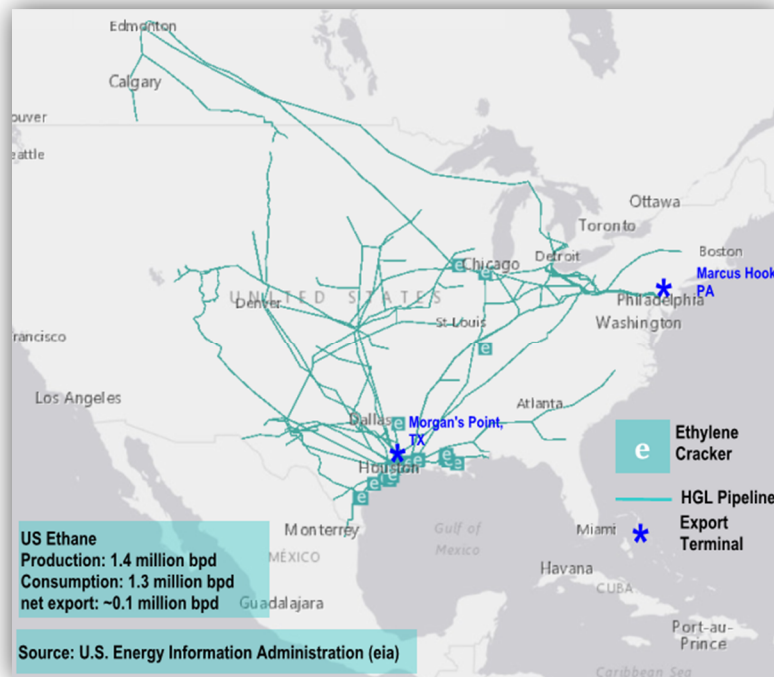 Edmonton
Calgary
ouver
attle
Ottawa
Toronto
Boston
Detroit
Chicago
Marcus Hook
PA
UNITED STATES
Philadelphia
Denver
St Louis
Washington
rancisco
Los Angeles
Atlanta
Dallas
e
Morgan's Point,
TX
Houston
e
Ethylene
Cracker
HGL Pipeline
Export
Terminal
Monterrey
Gulf of
Mexico
Miami
MÉXICO
Havana
CUBA
Guadalajara
Port-au-
Prince
Caribbean Sea
US Ethane
Production: 1.4 million bpd
Consumption: 1.3 million bpd
net export: ~0.1 million bpd
Source: U.S. Energy Information Administration (eia)